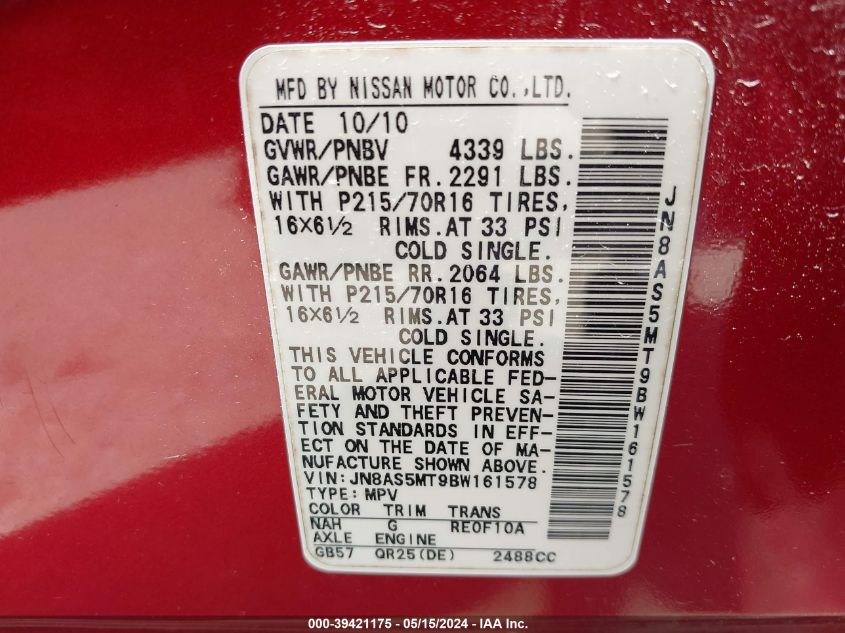 MFD BY NISSAN MOTOR CO.,LTD.
DATE 10/10
GVWR/PNBV 4339 LBS.
GAWR/PNBE FR.2291 LBS.
WITH P215/70R16 TIRES,
16X6½ RIMS.AT 33 PSI
COLD SINGLE.
GAWR/PNBE RR.2064 LBS.
WITH P215/70R16 TIRES,
16X6½ RIMS.AT 33 PSI
COLD SINGLE.
THIS VEHICLE CONFORMS
TO ALL APPLICABLE FED-
ERAL MOTOR VEHICLE SA-
FETY AND THEFT PREVEN-
TION STANDARDS IN EFF-
ECT ON THE DATE OF MA-
NUFACTURE SHOWN ABOVE.
VIN:JN8AS5MT9BW161578
TYPE:MPV
COLOR TRIM TRANS
NAH G RE0F10A
AXLE ENGINE
GB57 QR25(DE) 2488CC
JN8AS5MT9BW161578
000-39421175 - 05/15/2024 - IAA Inc.